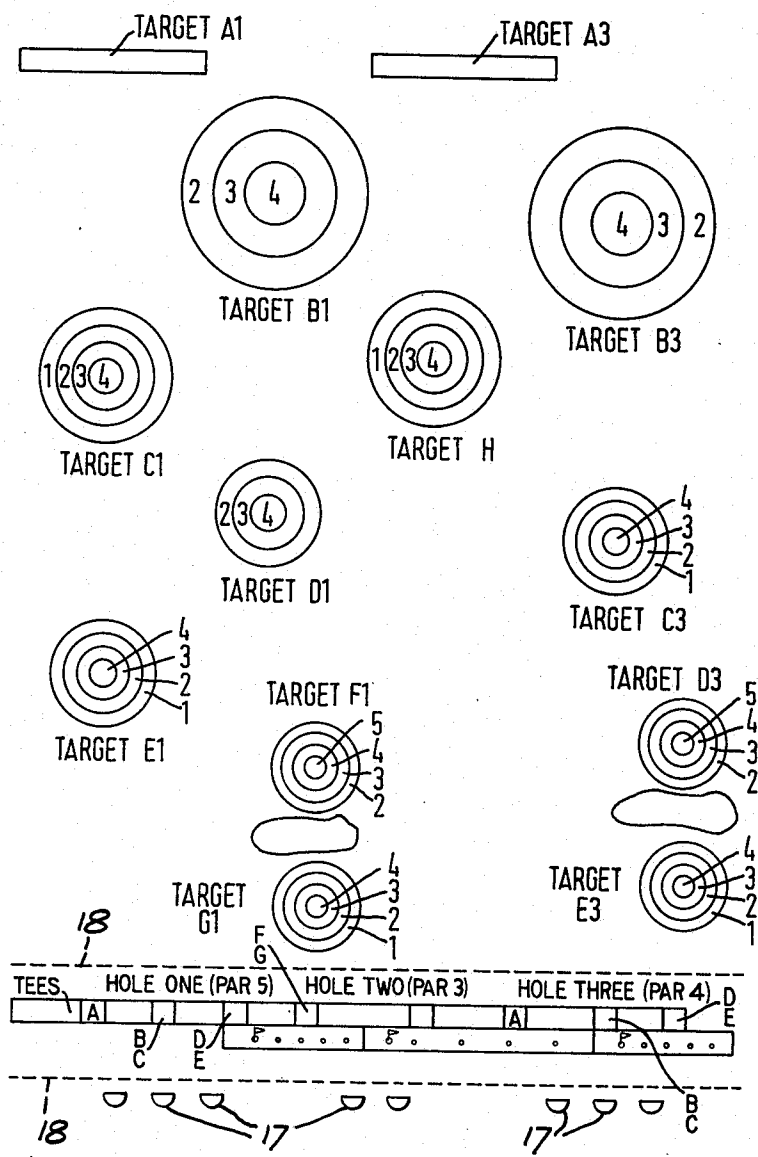 TARGET A1
TARGET A3
2 3 4
4 3 2
TARGET B1
TARGET B3
1 2 3 4
1 2 3 4
TARGET C1
TARGET H
2 3 4
4
3
2
1
TARGET D1
TARGET C3
4
3
2
1
TARGET E1
TARGET F1
5
4
3
2
TARGET D3
5
4
3
2
TARGET
G1
4
3
2
1
TARGET
E3
4
3
2
1
18
F
G
TEES
HOLE ONE (PAR 5)
HOLE TWO (PAR 3)
HOLE THREE (PAR 4)
D
E
A
A
B
C
D
E
B
C
18
17
17